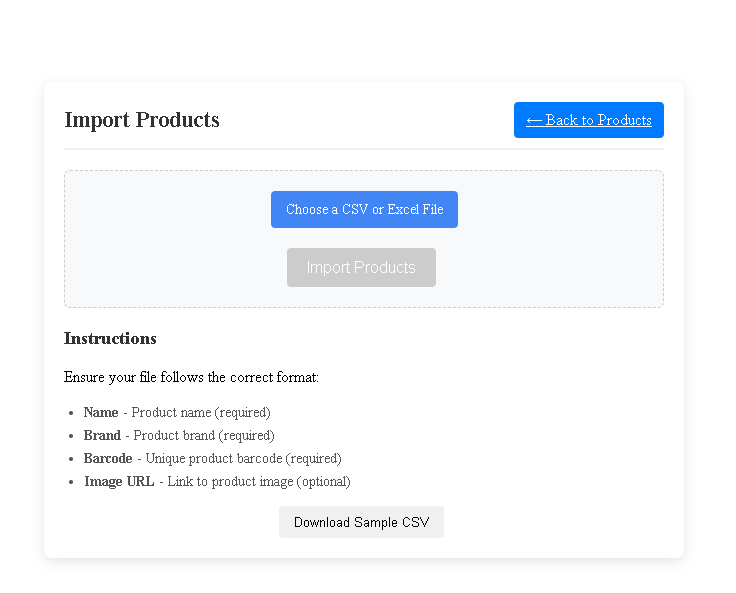 Import Products
← Back to Products
Choose a CSV or Excel File
Import Products
Instructions
Ensure your file follows the correct format:
• Name - Product name (required)
• Brand - Product brand (required)
• Barcode - Unique product barcode (required)
• Image URL - Link to product image (optional)
Download Sample CSV